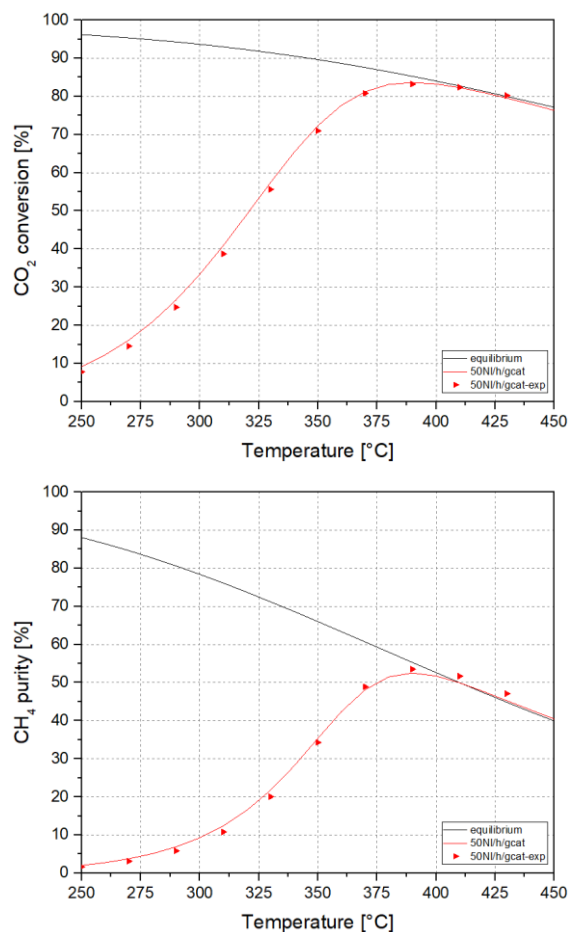 100
90
80
70
60
50
40
30
20
10
0
CO2 conversion [%]
equilibrium
50Nl/h/gcat
50Nl/h/gcat-exp
250 275 300 325 350 375 400 425 450
Temperature [°C]
100
90
80
70
60
50
40
30
20
10
0
CH4 purity [%]
equilibrium
50Nl/h/gcat
50Nl/h/gcat-exp
250 275 300 325 350 375 400 425 450
Temperature [°C]